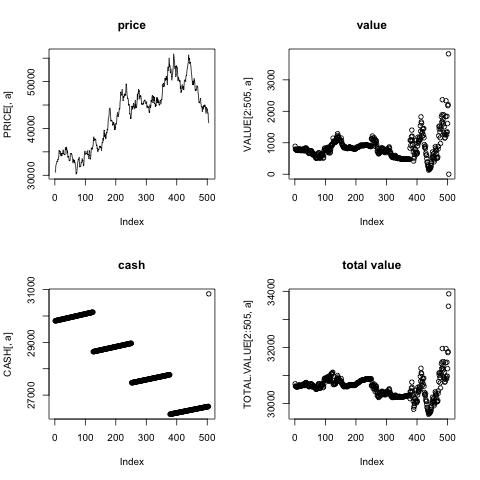 price
PRICE[, a]
30000 40000 50000
0 100 200 300 400 500
Index
value
VALUE[2:505, a]
0 1000 2000 3000
0 100 200 300 400 500
Index
cash
CASH[, a]
27000 29000 31000
0 100 200 300 400 500
Index
total value
TOTAL.VALUE[2:505, a]
30000 32000 34000
0 100 200 300 400 500
Index